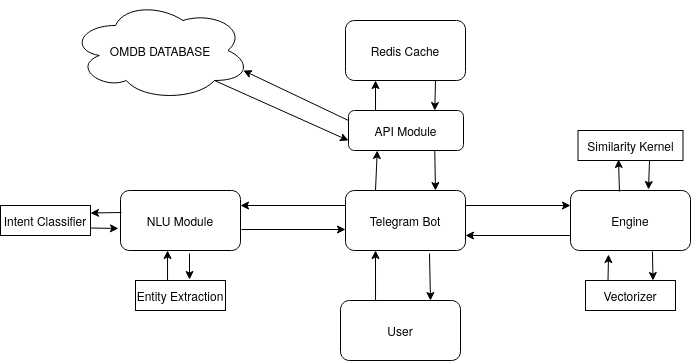 OMDB DATABASE
Redis Cache
API Module
Similarity Kernel
Intent Classifier
NLU Module
Telegram Bot
Engine
Entity Extraction
Vectorizer
User